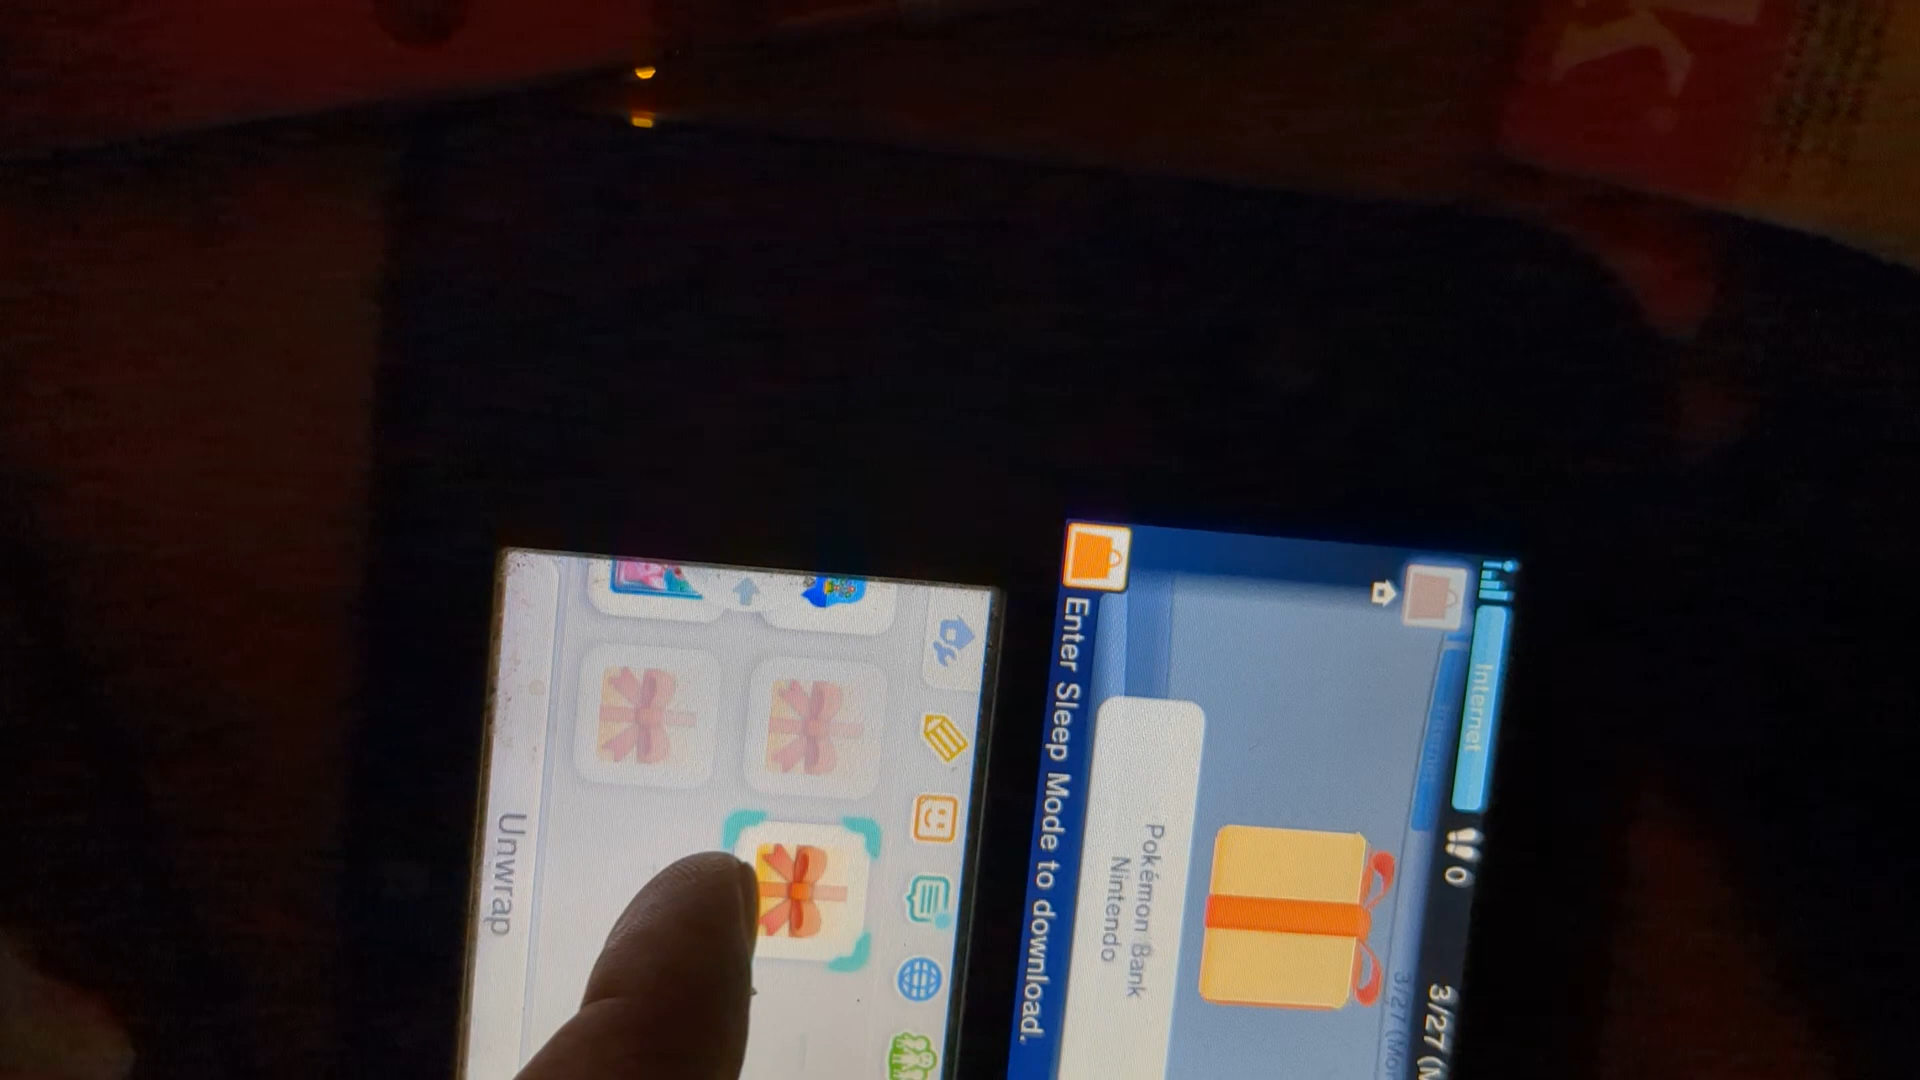 Internet
0
3/27 (M
Pokémon Bank
Nintendo
Enter Sleep Mode to download.
Unwrap